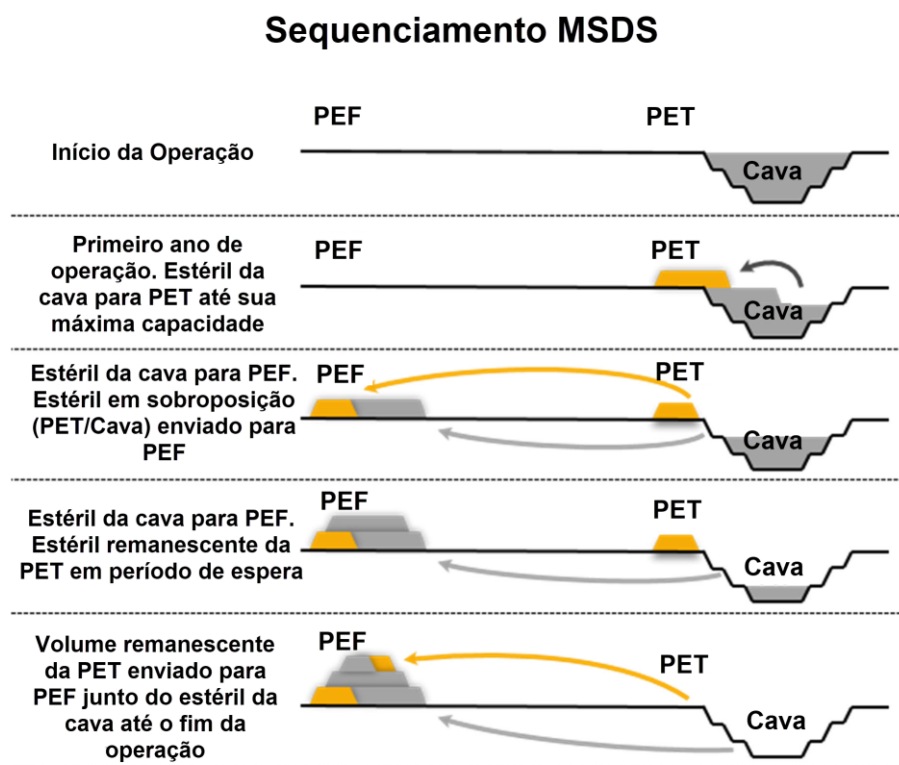 Sequenciamento MSDS
PEF
PET
Início da Operação
Cava
Primeiro ano de
operação. Estéril da
cava para PET até sua
máxima capacidade
PEF
PET
Cava
Estéril da cava para PEF.
Estéril em sobroposição
(PET/Cava) enviado para
PEF
PEF
PET
Cava
Estéril da cava para PEF.
Estéril remanescente da
PET em período de espera
PEF
PET
Cava
Volume remanescente
da PET enviado para
PEF junto do estéril da
cava até o fim da
operação
PEF
PET
Cava